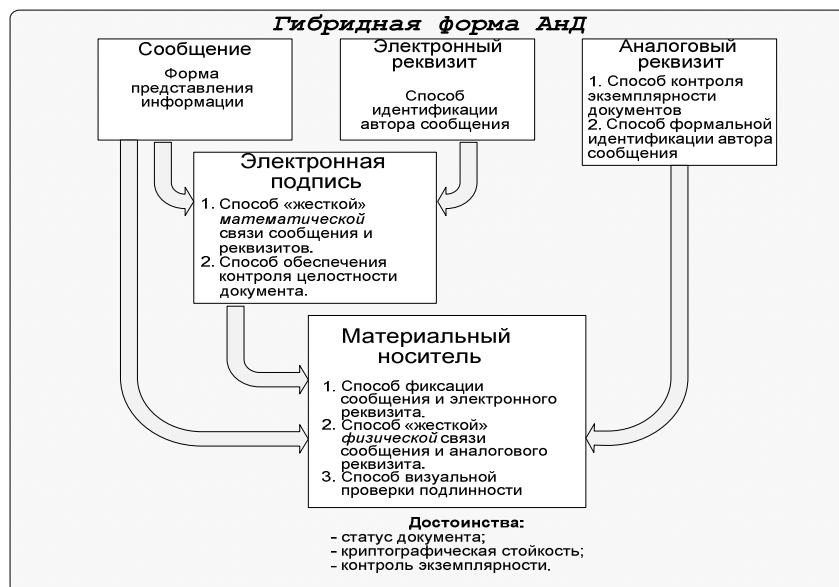 Гибридная форма АнД
Сообщение
Форма
представления
информации
Электронный
реквизит
Способ
идентификации
автора сообщения
Аналоговый
реквизит
1. Способ контроля
экземплярности
документов
2. Способ формальной
идентификации автора
сообщения
Электронная
подпись
1. Способ «жесткой»
математической
связи сообщения и
реквизитов.
2. Способ обеспечения
контроля целостности
документа.
Материальный
носитель
1. Способ фиксации
сообщения и электронного
реквизита.
2. Способ «жесткой»
физической связи
сообщения и аналогового
реквизита.
3. Способ визуальной
проверки подлинности
Достоинства:
- статус документа;
- криптографическая стойкость;
- контроль экземплярности.